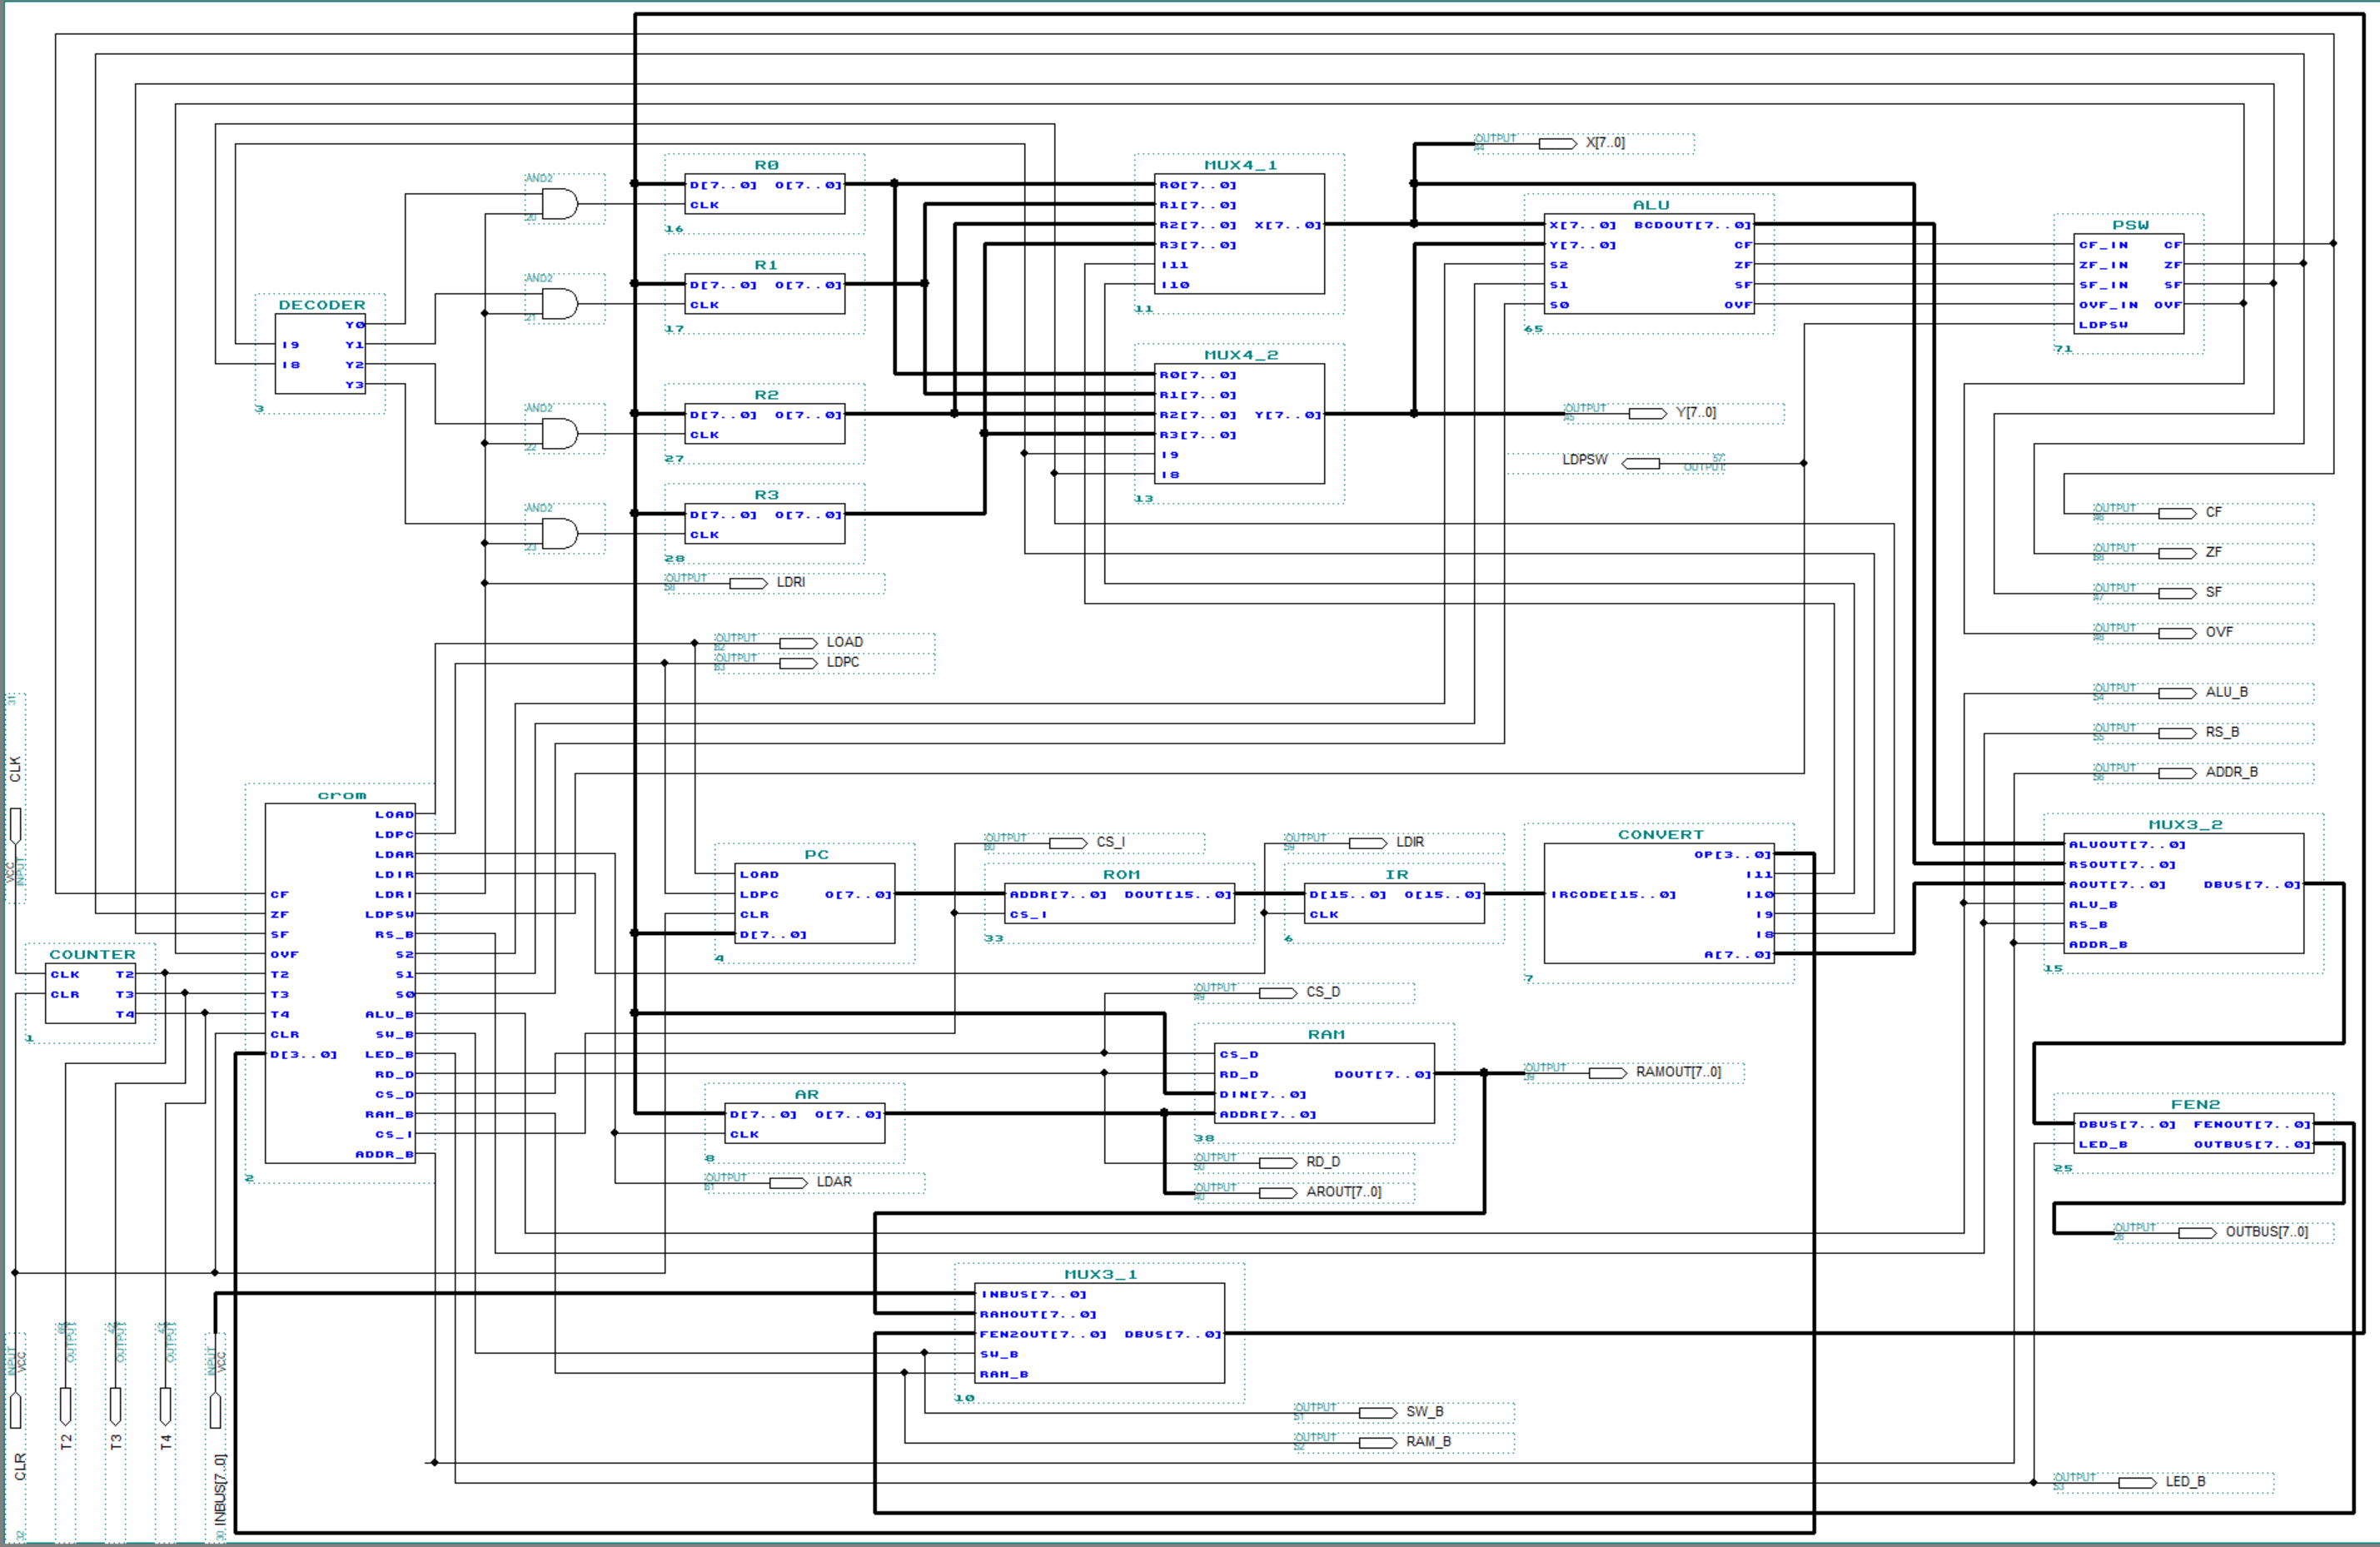 OUTPUT
44
X[7..0]
R0
D[7..0] O[7..0]
CLK
16
AND2
20
R1
D[7..0] O[7..0]
CLK
17
AND2
21
R2
D[7..0] O[7..0]
CLK
27
AND2
22
R3
D[7..0] O[7..0]
CLK
28
AND2
23
DECODER
Y0
I9 Y1
I8 Y2
Y3
3
MUX4_1
R0[7..0]
R1[7..0]
R2[7..0] X[7..0]
R3[7..0]
I11
I10
11
MUX4_2
R0[7..0]
R1[7..0]
R2[7..0] Y[7..0]
R3[7..0]
I9
I8
13
ALU
X[7..0] BCDOUT[7..0]
Y[7..0] CF
S2 ZF
S1 SF
S0 OVF
65
PSW
CF_IN CF
ZF_IN ZF
SF_IN SF
OVF_IN OVF
LDPSW
71
OUTPUT
Y[7..0]
LDPSW
OUTPUT
57
OUTPUT
CF
OUTPUT
ZF
OUTPUT
SF
OUTPUT
OVF
OUTPUT
LDRI
OUTPUT
LOAD
OUTPUT
LDPC
OUTPUT
ALU_B
OUTPUT
RS_B
OUTPUT
ADDR_B
31
CLK
VCC
INPUT
crom
LOAD
LDPC
LDAR
LDIR
CF LDRI
ZF LDPSW
SF RS_B
OVF S2
T2 S1
T3 S0
T4 ALU_B
CLR SW_B
D[3..0] LED_B
RD_D
CS_D
RAM_B
CS_I
ADDR_B
2
COUNTER
CLK T2
CLR T3
T4
1
PC
LOAD
LDPC O[7..0]
CLR
D[7..0]
4
OUTPUT
CS_I
ROM
ADDR[7..0] DOUT[15..0]
CS_I
33
OUTPUT
LDIR
IR
D[15..0] O[15..0]
CLK
6
CONVERT
OP[3..0]
I11
IRCODE[15..0] I10
I9
I8
A[7..0]
7
MUX3_2
ALUOUT[7..0]
RSOUT[7..0]
AOUT[7..0] DBUS[7..0]
ALU_B
RS_B
ADDR_B
15
OUTPUT
CS_D
RAM
CS_D
RD_D DOUT[7..0]
DIN[7..0]
ADDR[7..0]
38
OUTPUT
RAMOUT[7..0]
AR
D[7..0] O[7..0]
CLK
8
OUTPUT
RD_D
OUTPUT
LDAR
OUTPUT
AROUT[7..0]
FEN2
DBUS[7..0] FENOUT[7..0]
LED_B OUTBUS[7..0]
25
OUTPUT
OUTBUS[7..0]
MUX3_1
INBUS[7..0]
RAMOUT[7..0]
FEN2OUT[7..0] DBUS[7..0]
SW_B
RAM_B
10
OUTPUT
SW_B
OUTPUT
RAM_B
OUTPUT
LED_B
INPUT
VCC
CLR
32
OUTPUT
T2
OUTPUT
T3
OUTPUT
T4
INPUT
VCC
INBUS[7..0]
30